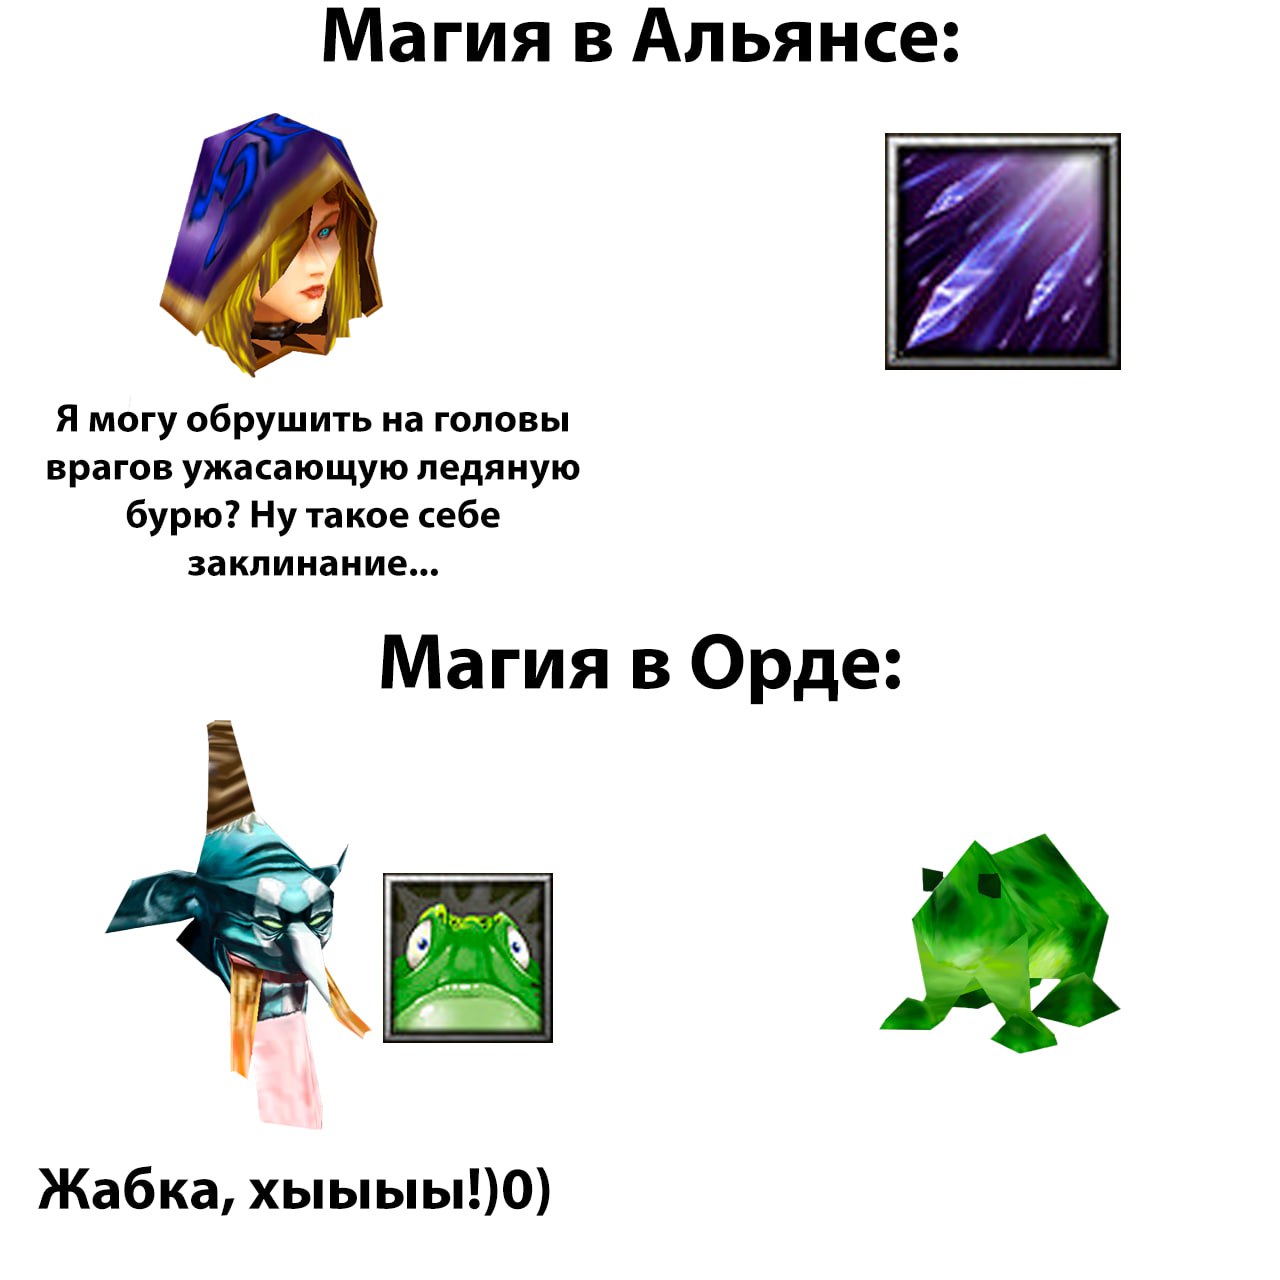 Магия в Альянсе:
Я могу обрушить на головы
врагов ужасающую ледяную
бурю? Ну такое себе
заклинание...
Магия в Орде:
Жабка, хыыыы!)0)